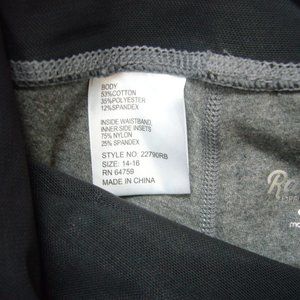 BODY
53%COTTON
35%POLYESTER
12%SPANDEX
INSIDE WAISTBAND,
INNER SIDE INSETS
75% NYLON
25% SPANDEX
STYLE NO: 22790RB
SIZE: 14-16
RN 64759
MADE IN CHINA